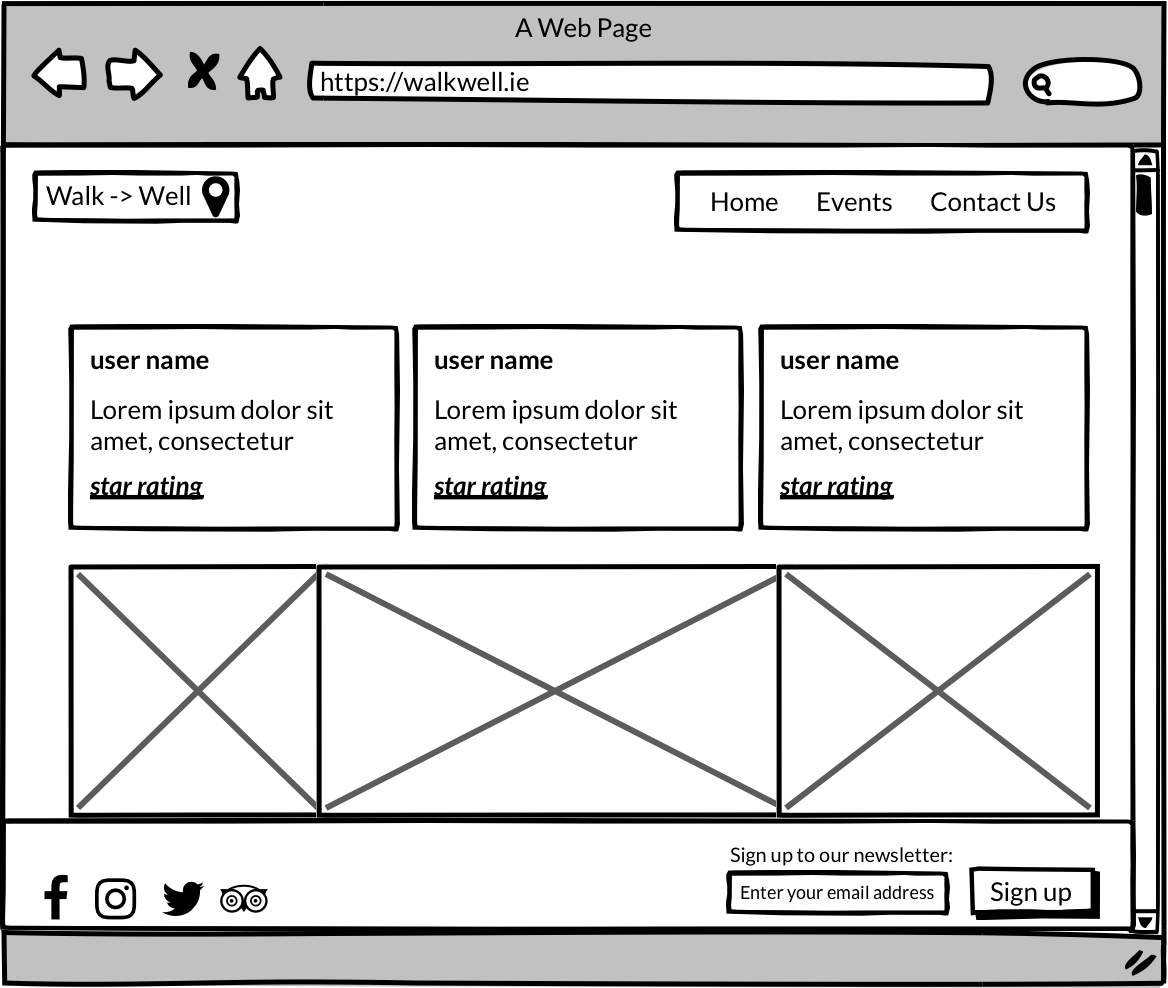 A Web Page
https://walkwell.ie
Walk -> Well
Home Events Contact Us
user name
Lorem ipsum dolor sit
amet, consectetur
star rating
user name
Lorem ipsum dolor sit
amet, consectetur
star rating
user name
Lorem ipsum dolor sit
amet, consectetur
star rating
Sign up to our newsletter:
Enter your email address
Sign up